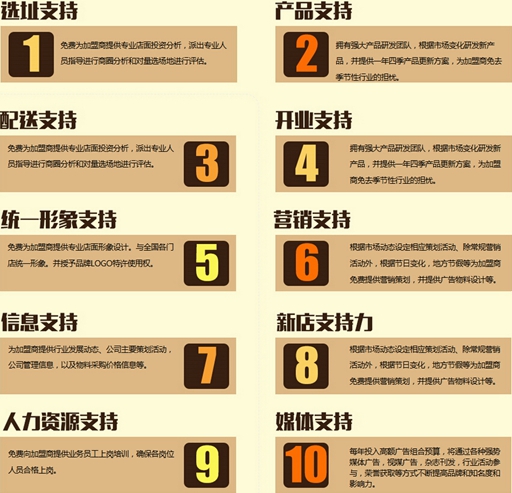 选址支持
1
免费为加盟商提供专业店面投资分析，派出专业人
员指导进行商圈分析和对量选场地进行评估。
产品支持
2
拥有强大产品研发团队，根据市场变化研发新产
品，并提供一年四季产品更新方案，为加盟商免去
季节性行业的担忧。
配送支持
免费为加盟商提供专业店面投资分析，派出专业人
员指导进行商圈分析和对量选场地进行评估。
3
开业支持
4
拥有强大产品研发团队，根据市场变化研发新
产品，并提供一年四季产品更新方案，为加盟
商免去季节性行业的担忧。
统一形象支持
免费为加盟商提供专业店面形象设计。与全国各门
店统一形象。并授予品牌LOGO特许使用权。
5
营销支持
6
根据市场动态设定相应策划活动、除常规营销
活动外，根据节日变化，地方节假等为加盟商
免费提供营销策划，并提供广告物料设计等。
信息支持
为加盟商提供行业发展动态、公司主要策划活动，
公司管理信息，以及物料采购价格信息等。
7
新店支持力
8
根据市场动态设定相应策划活动、除常规营销
活动外，根据节日变化，地方节假等为加盟商
免费提供营销策划，并提供广告物料设计等。
人力资源支持
免费向加盟商提供业务员工上岗培训，确保各岗位
人员合格上岗。
9
媒体支持
10
每年投入高额广告组合预算，将通过各种强势
媒体广告，视媒广告，杂志刊发，行业活动参
与，荣誉获取等方式不断提高品牌和知名度和
影响力。